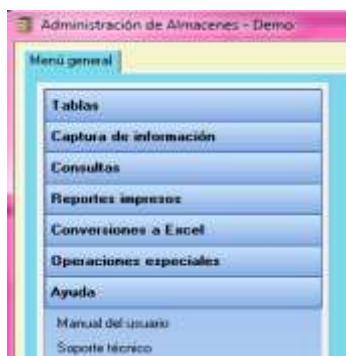 Administración de Almacenes - Demo
Menú general
Tablas
Captura de información
Consultas
Reportes impresos
Conversiones a Excel
Operaciones especiales
Ayuda
Manual del usuario
Soporte técnico